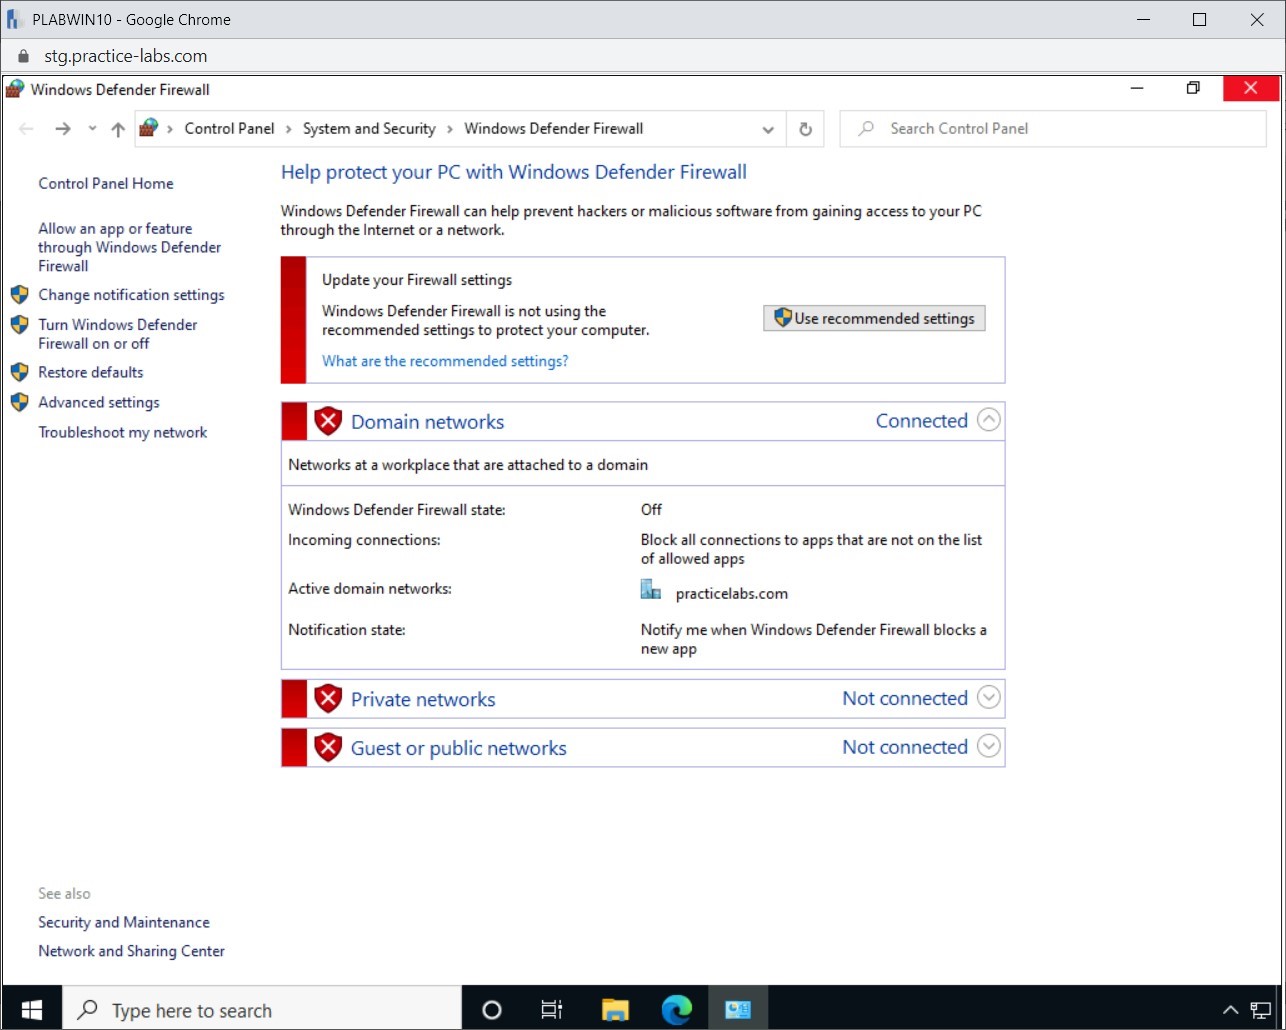 PLABWIN10 - Google Chrome
stg.practice-labs.com
Windows Defender Firewall
Control Panel > System and Security > Windows Defender Firewall
Search Control Panel
Control Panel Home
Allow an app or feature
through Windows Defender
Firewall
Change notification settings
Turn Windows Defender
Firewall on or off
Restore defaults
Advanced settings
Troubleshoot my network
Help protect your PC with Windows Defender Firewall
Windows Defender Firewall can help prevent hackers or malicious software from gaining access to your PC
through the Internet or a network.
Update your Firewall settings
Windows Defender Firewall is not using the
recommended settings to protect your computer.
Use recommended settings
What are the recommended settings?
Domain networks Connected
Networks at a workplace that are attached to a domain
Windows Defender Firewall state: Off
Incoming connections: Block all connections to apps that are not on the list
of allowed apps
Active domain networks: practicelabs.com
Notification state: Notify me when Windows Defender Firewall blocks a
new app
Private networks Not connected
Guest or public networks Not connected
See also
Security and Maintenance
Network and Sharing Center
Type here to search